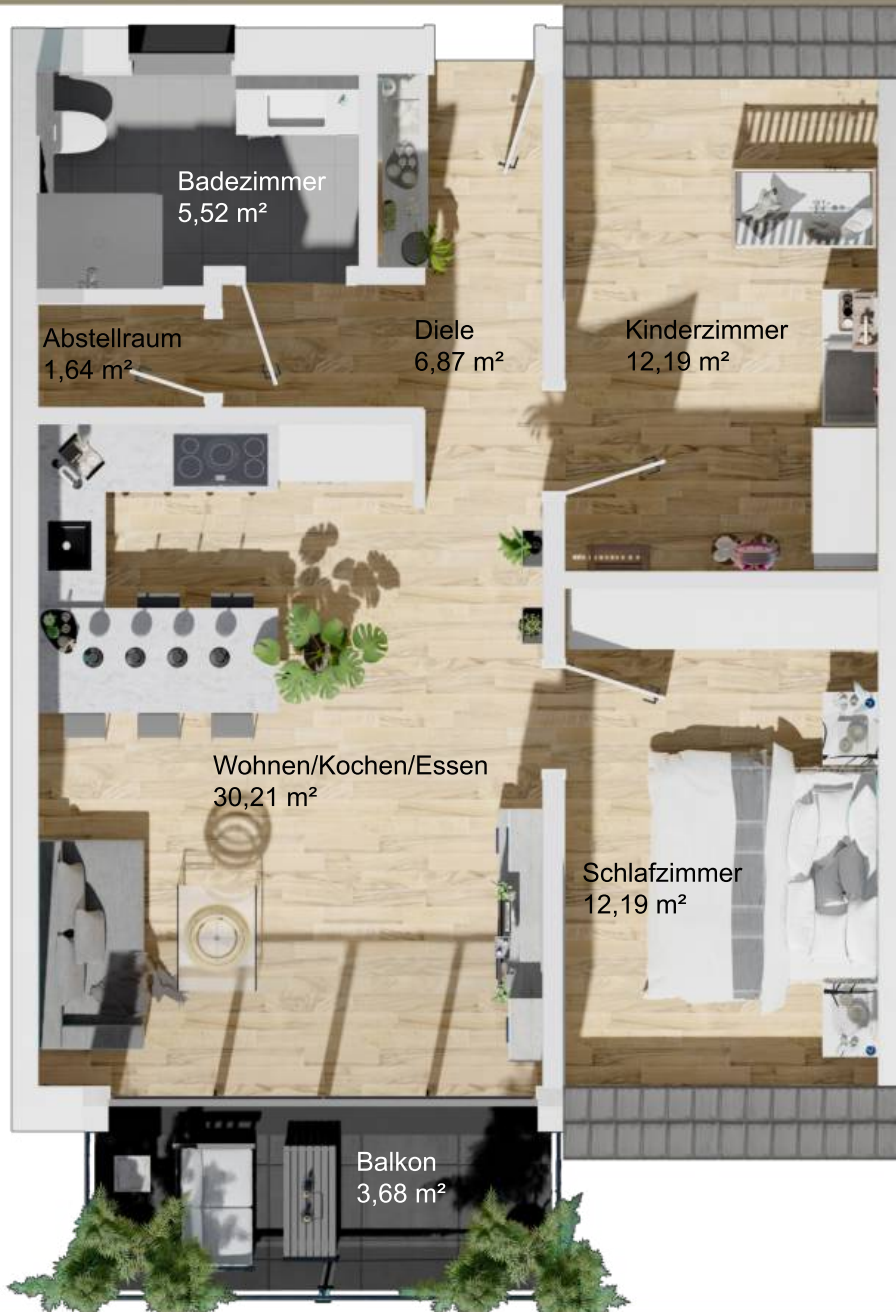 Badezimmer
5,52 m²
Abstellraum
1,64 m²
Diele
6,87 m²
Kinderzimmer
12,19 m²
Wohnen/Kochen/Essen
30,21 m²
Schlafzimmer
12,19 m²
Balkon
3,68 m²